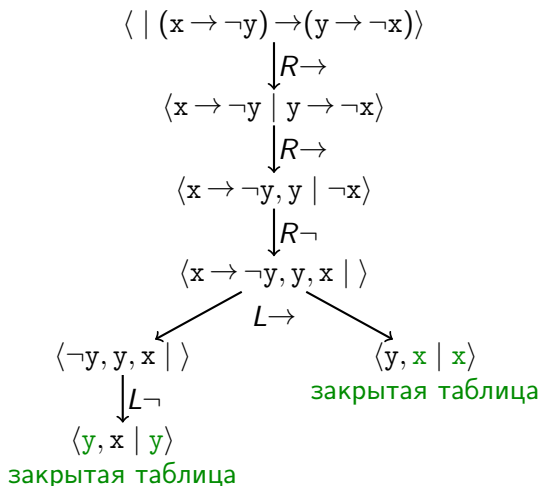 ⟨ | (x → ¬y) → (y → ¬x)⟩
R→
⟨x → ¬y | y → ¬x⟩
R→
⟨x → ¬y, y | ¬x⟩
R¬
⟨x → ¬y, y, x | ⟩
L→
⟨¬y, y, x | ⟩ ⟨y, x | x⟩
закрытая таблица
L¬
⟨y, x | y⟩
закрытая таблица